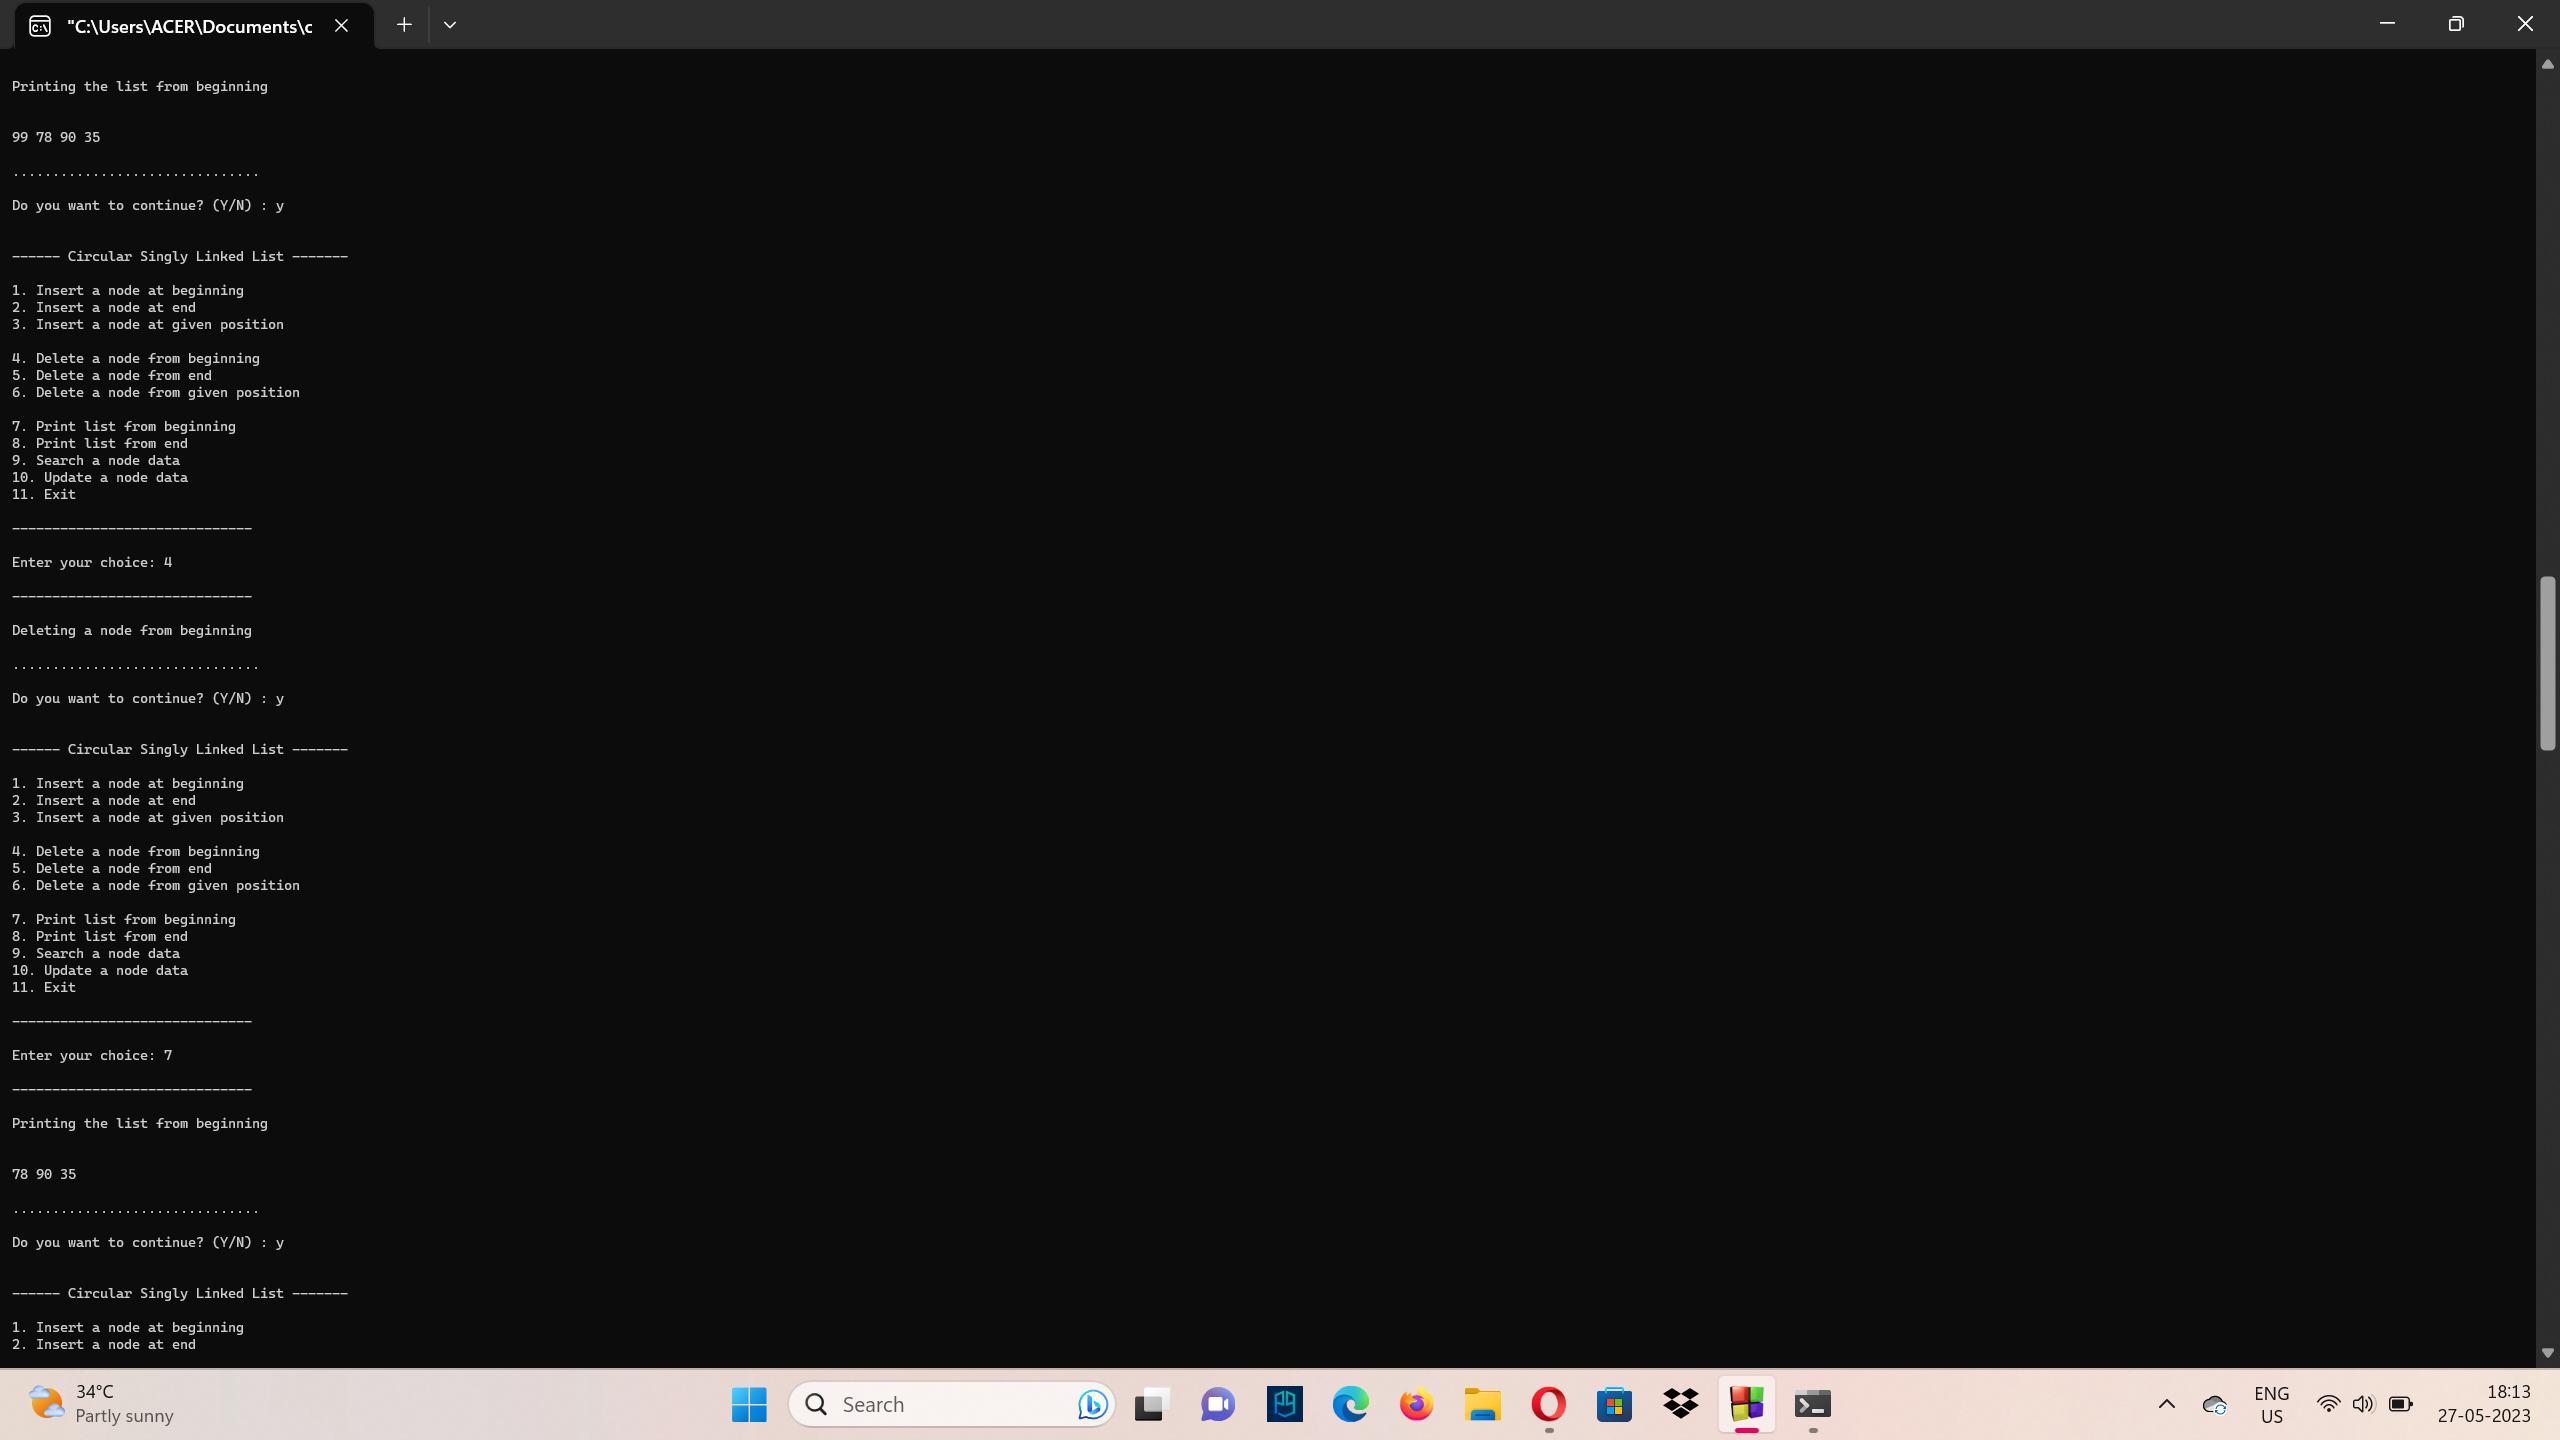 "C:\Users\ACER\Documents\c
Printing the list from beginning
99 78 90 35
...............................
Do you want to continue? (Y/N) : y
------ Circular Singly Linked List -------
1. Insert a node at beginning
2. Insert a node at end
3. Insert a node at given position
4. Delete a node from beginning
5. Delete a node from end
6. Delete a node from given position
7. Print list from beginning
8. Print list from end
9. Search a node data
10. Update a node data
11. Exit
------------------------------
Enter your choice: 4
------------------------------
Deleting a node from beginning
...............................
Do you want to continue? (Y/N) : y
------ Circular Singly Linked List -------
1. Insert a node at beginning
2. Insert a node at end
3. Insert a node at given position
4. Delete a node from beginning
5. Delete a node from end
6. Delete a node from given position
7. Print list from beginning
8. Print list from end
9. Search a node data
10. Update a node data
11. Exit
------------------------------
Enter your choice: 7
------------------------------
Printing the list from beginning
78 90 35
...............................
Do you want to continue? (Y/N) : y
------ Circular Singly Linked List -------
1. Insert a node at beginning
2. Insert a node at end
34°C
Partly sunny
Search
ENG
US
18:13
27-05-2023